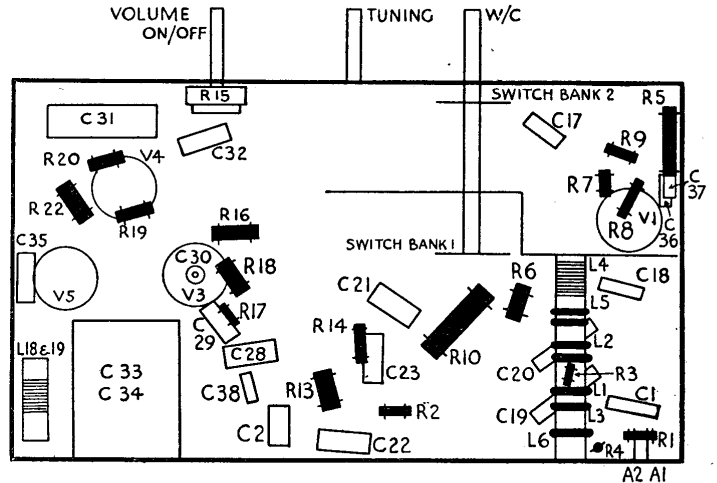 VOLUME
ON/OFF
TUNING
W/C
R15
SWITCH BANK 2
R5
C31
C32
C17
R9
R20
V4
C
37
R7
R22
R19
R8
V1
C
36
R16
C35
SWITCH BANK 1
C30
R18
V5
V3
C21
R6
L4
C18
L5
R17
C
29
R14
L2
L18 & 19
C28
R10
C33
C34
C23
C20
R3
C38
R13
L1
R2
C19
L3
C1
C2
C22
L6
R4
R1
A2 A1